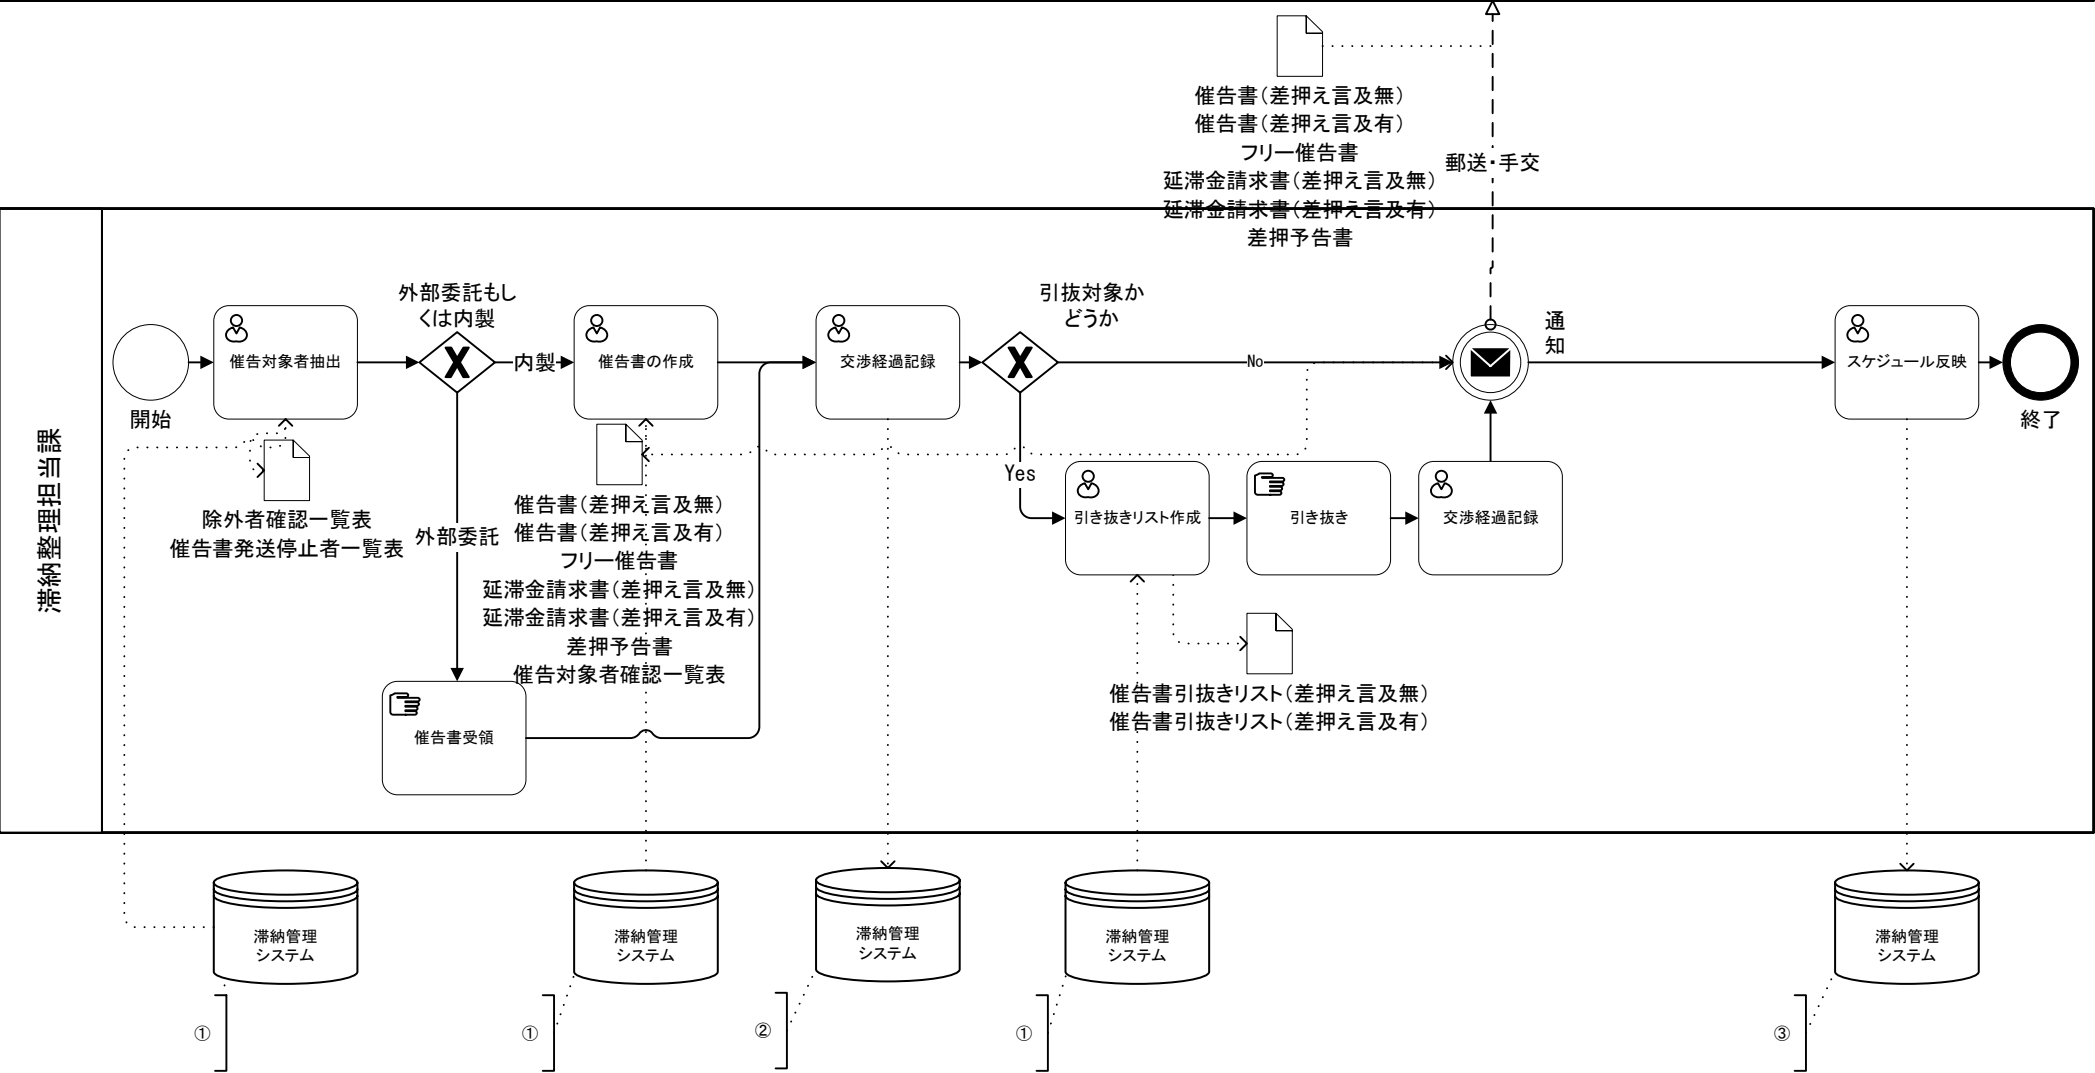 催告書（差押え言及無）
催告書（差押え言及有）
フリー催告書
延滞金請求書（差押え言及無）
延滞金請求書（差押え言及有）
差押予告書
郵送・手交
滞納整理担当課
開始
催告対象者抽出
除外者確認一覧表
催告書発送停止者一覧表
外部委託もし
くは内製
内製
外部委託
催告書の作成
催告書（差押え言及無）
催告書（差押え言及有）
フリー催告書
延滞金請求書（差押え言及無）
延滞金請求書（差押え言及有）
差押予告書
催告対象者確認一覧表
催告書受領
交渉経過記録
引抜対象か
どうか
No
Yes
引き抜きリスト作成
引き抜き
交渉経過記録
催告書引抜きリスト（差押え言及無）
催告書引抜きリスト（差押え言及有）
通
知
スケジュール反映
終了
滞納管理
システム
①
滞納管理
システム
①
滞納管理
システム
②
滞納管理
システム
①
滞納管理
システム
③